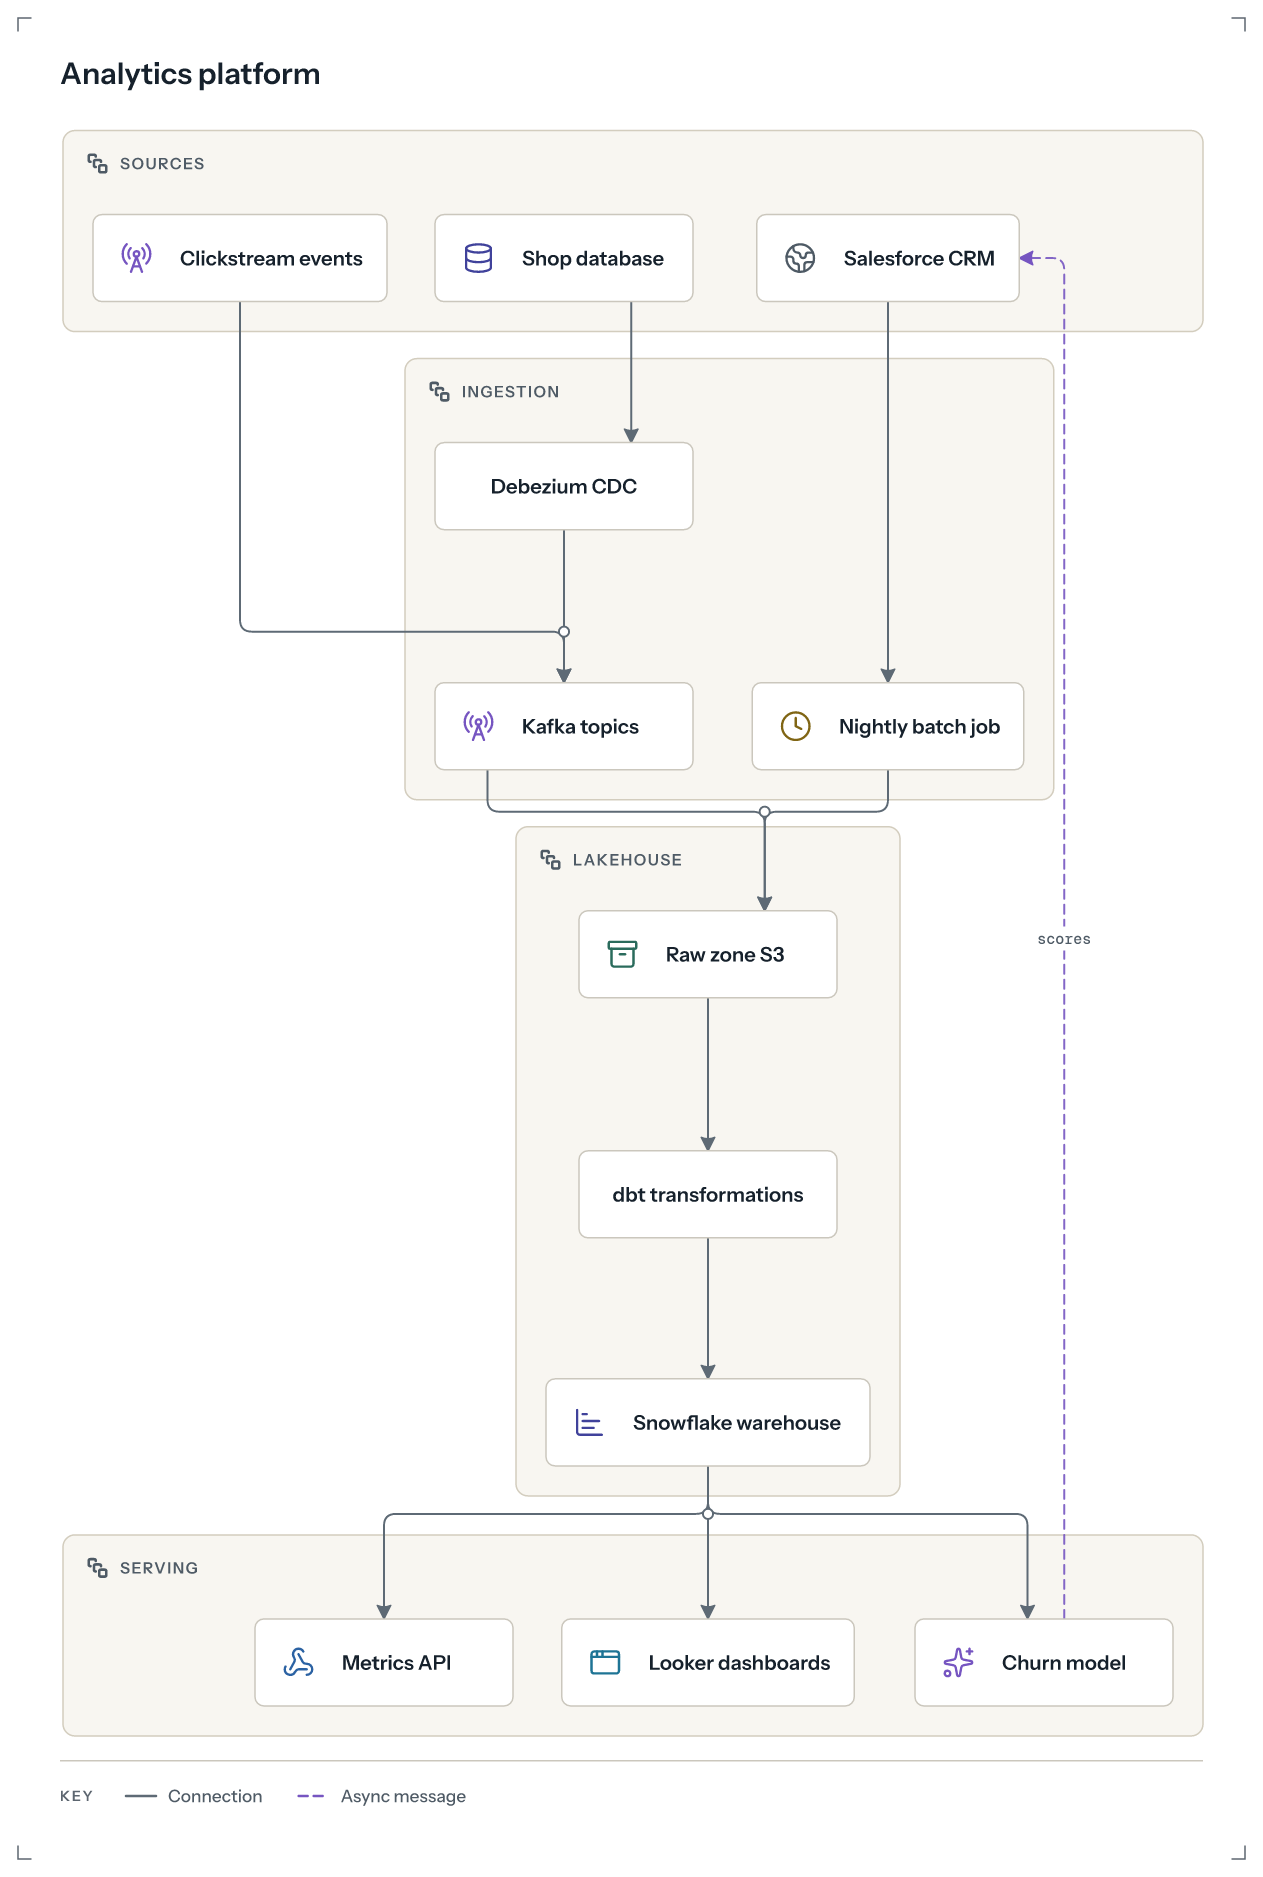 Analytics platform
SOURCES
Clickstream events
Shop database
Salesforce CRM
INGESTION
Debezium CDC
Kafka topics
Nightly batch job
LAKEHOUSE
Raw zone S3
scores
dbt transformations
Snowflake warehouse
SERVING
Metrics API
Looker dashboards
Churn model
KEY
Connection
Async message